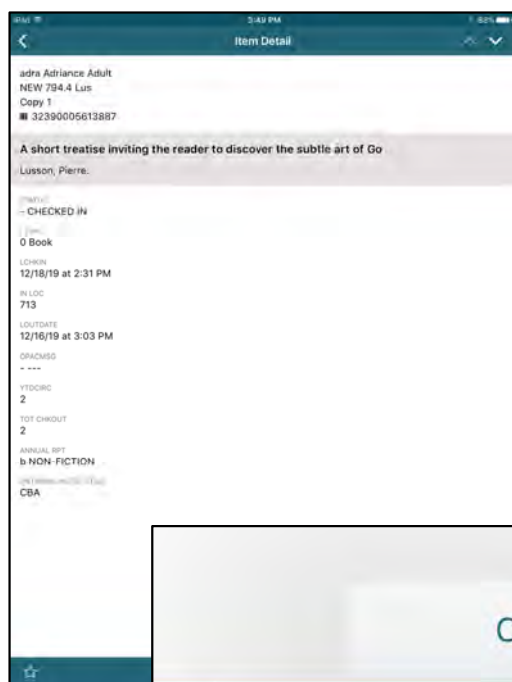 iPad
3:49 PM
82%
Item Detail
adra Adriance Adult
NEW 794.4 Lus
Copy 1
32390005613887
A short treatise inviting the reader to discover the subtle art of Go
Lusson, Pierre.
- CHECKED IN
0 Book
LCHKIN
12/18/19 at 2:31 PM
IN LOC
713
LOUTDATE
12/16/19 at 3:03 PM
OPACMSG
- ---
YTDCIRC
2
TOT CHKOUT
2
ANNUAL RPT
b NON-FICTION
CBA